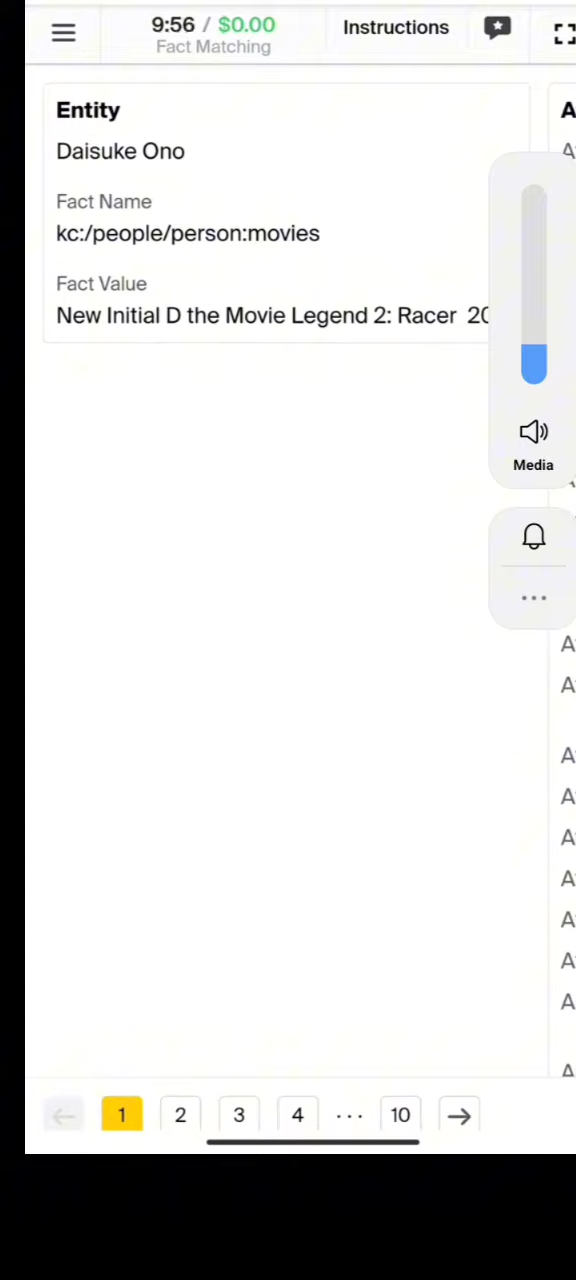 9:56 / $0.00
Fact Matching
Instructions
Entity
Daisuke Ono
Fact Name
kc:/people/person:movies
Fact Value
New Initial D the Movie Legend 2: Racer 20
Media
1
2
3
4
...
10